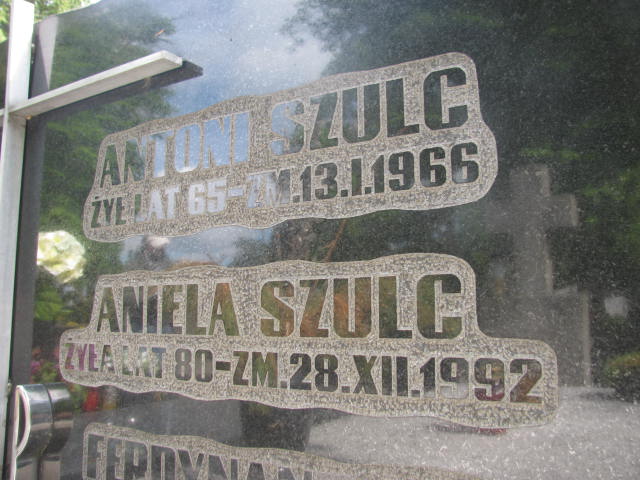 ANTONI SZULC
ŻYŁ LAT 65-ZM.13.I.1966
ANIELA SZULC
ŻYŁA LAT 80-ZM.28.XII.1992